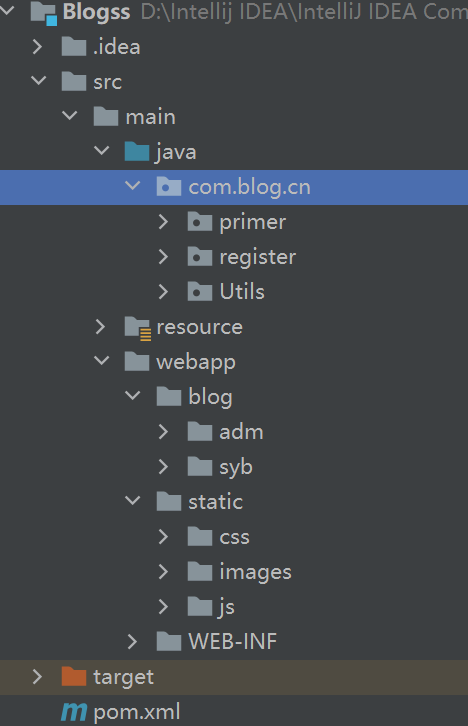 Blogss D:\Intellij IDEA\IntelliJ IDEA Com
.idea
src
main
java
com.blog.cn
primer
register
Utils
resource
webapp
blog
adm
syb
static
css
images
js
WEB-INF
target
m pom.xml